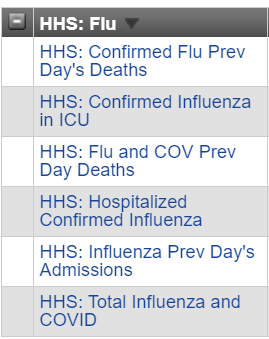 HHS: Flu
HHS: Confirmed Flu Prev
Day's Deaths
HHS: Confirmed Influenza
in ICU
HHS: Flu and COV Prev
Day Deaths
HHS: Hospitalized
Confirmed Influenza
HHS: Influenza Prev Day's
Admissions
HHS: Total Influenza and
COVID